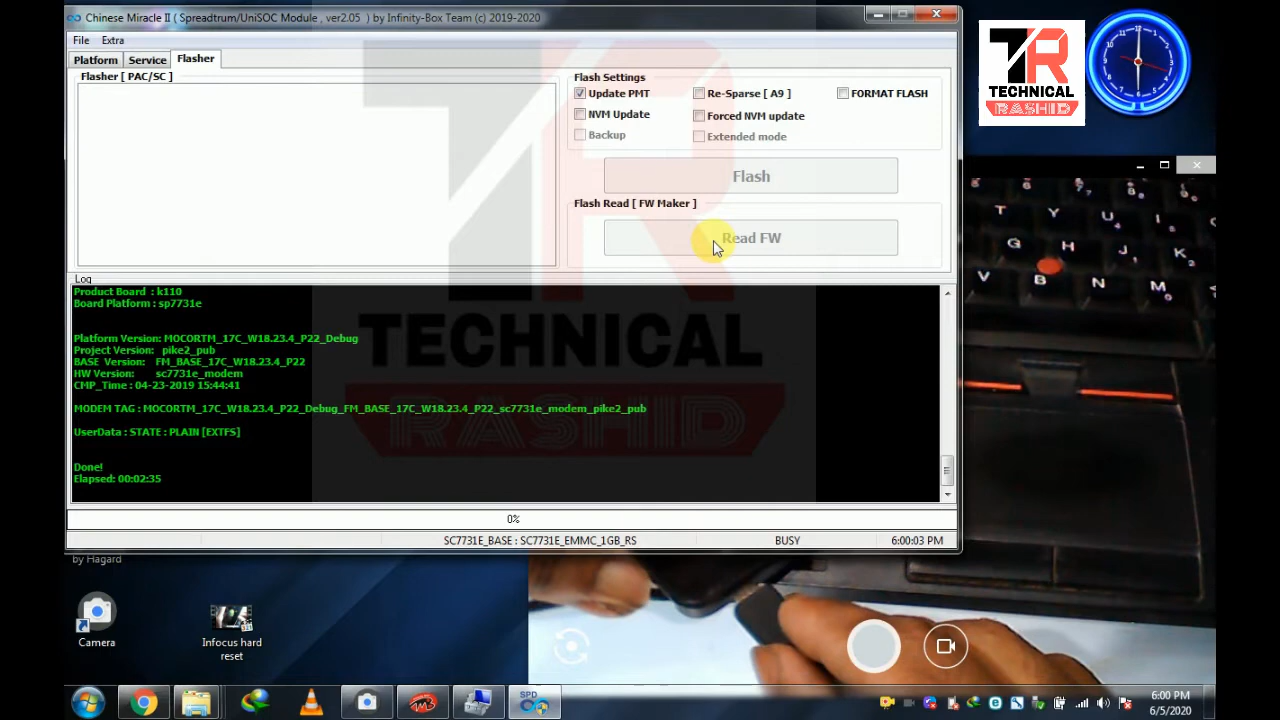 Chinese Miracle II ( Spreadtrum/UniSOC Module , ver2.05 ) by Infinity-Box Team (c) 2019-2020
File Extra
Platform Service Flasher
Flasher [ PAC/SC ]
Flash Settings
Update PMT Re-Sparse [ A9 ] FORMAT FLASH
NVM Update Forced NVM update
Backup Extended mode
Flash
Flash Read [ FW Maker ]
Read FW
Log
Product Board : k110
Board Platform : sp7731e
Platform Version: MOCORTM_17C_W18.23.4_P22_Debug
Project Version: pike2_pub
BASE Version: FM_BASE_17C_W18.23.4_P22
HW Version: sc7731e_modem
CMP_Time : 04-23-2019 15:44:41
MODEM TAG : MOCORTM_17C_W18.23.4_P22_Debug_FM_BASE_17C_W18.23.4_P22_sc7731e_modem_pike2_pub
UserData : STATE : PLAIN [EXTFS]
Done!
Elapsed: 00:02:35
0%
SC7731E_BASE : SC7731E_EMMC_1GB_RS BUSY 6:00:03 PM
TR
TECHNICAL
RASHID
TR
TECHNICAL
RASHID
12
T Y U I
G H J K
V B N M
by Hagard
Camera
Infocus hard
reset
SPD
6:00 PM
6/5/2020